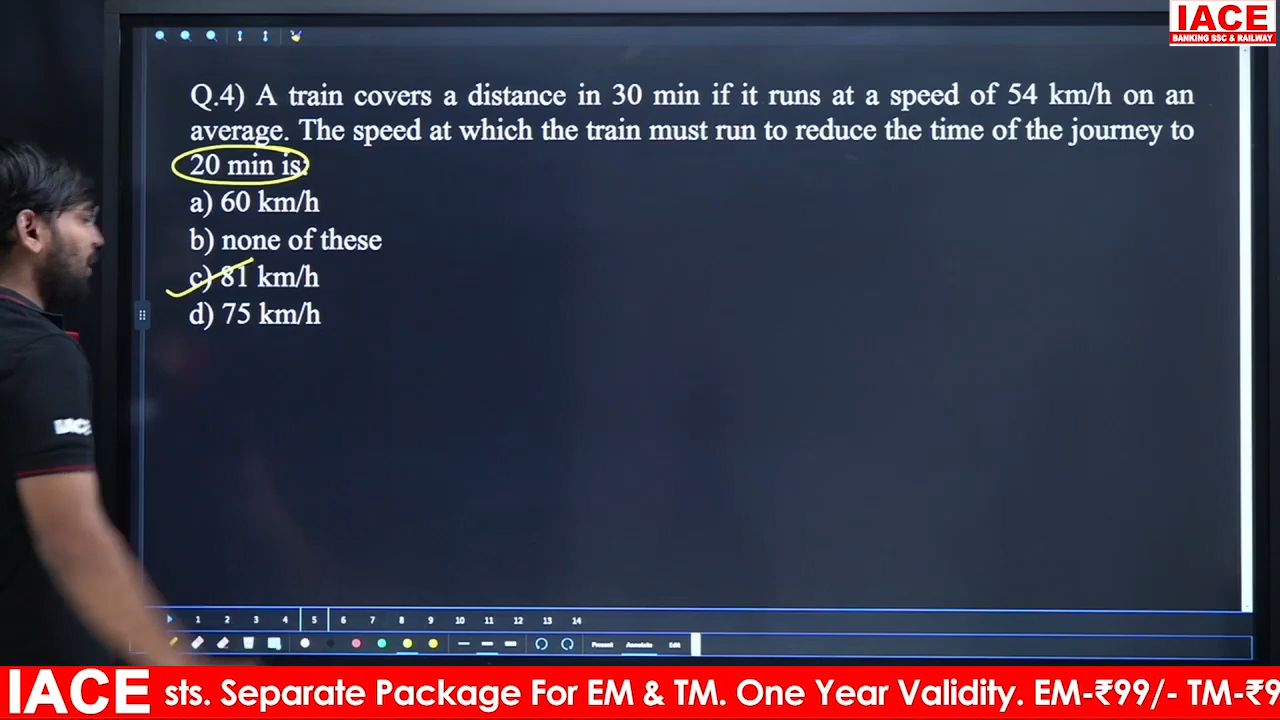 IACE
BANKING SSC & RAILWAY
Q.4) A train covers a distance in 30 min if it runs at a speed of 54 km/h on an
average. The speed at which the train must run to reduce the time of the journey to
20 min is:
a) 60 km/h
b) none of these
c) 81 km/h
d) 75 km/h
IACE
1 2 3 4 5 6 7 8 9 10 11 12 13 14
Present Annotate Edit
IACE sts. Separate Package For EM & TM. One Year Validity. EM-₹99/- TM-₹9